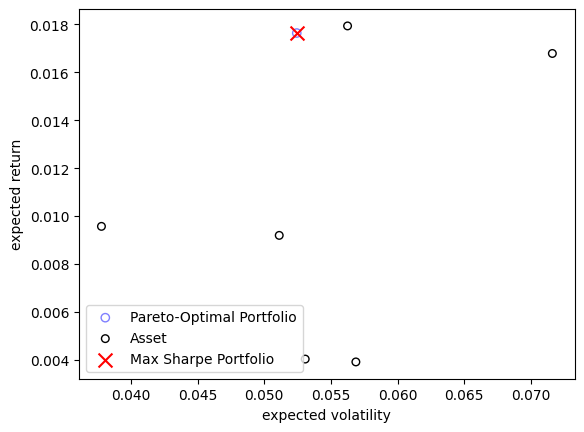 0.018
0.016
0.014
0.012
0.010
0.008
0.006
0.004
expected return
Pareto-Optimal Portfolio
Asset
Max Sharpe Portfolio
0.040 0.045 0.050 0.055 0.060 0.065 0.070
expected volatility